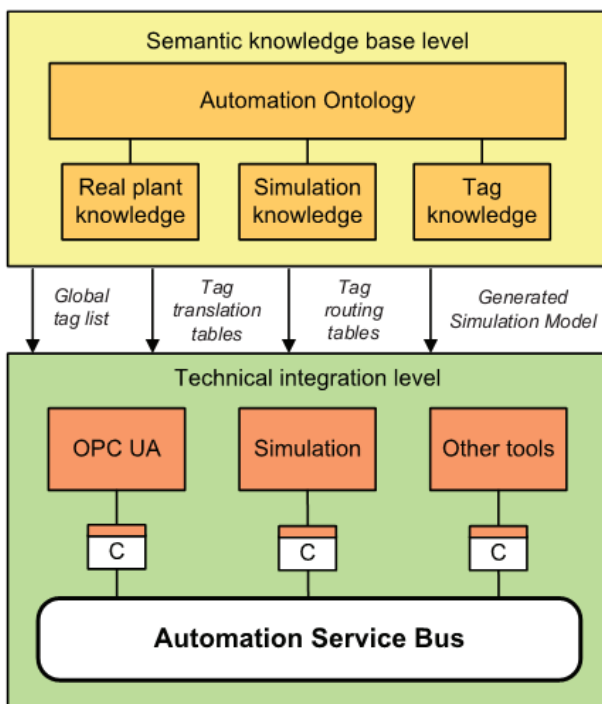 Semantic knowledge base level
Automation Ontology
Real plant
knowledge
Simulation
knowledge
Tag
knowledge
Global
tag list
Tag
translation
tables
Tag
routing
tables
Generated
Simulation Model
Technical integration level
OPC UA
Simulation
Other tools
C
C
C
Automation Service Bus